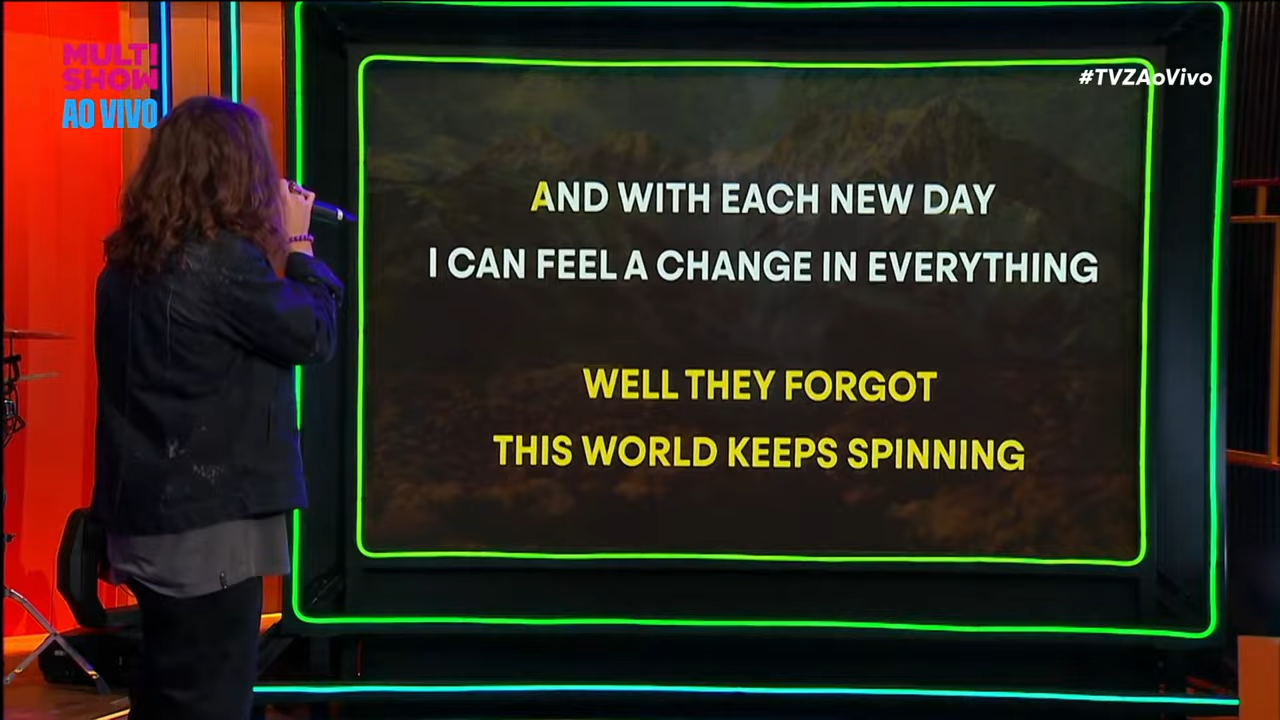 MULTI
SHOW
AO VIVO
#TVZAoVivo
AND WITH EACH NEW DAY
I CAN FEEL A CHANGE IN EVERYTHING
WELL THEY FORGOT
THIS WORLD KEEPS SPINNING